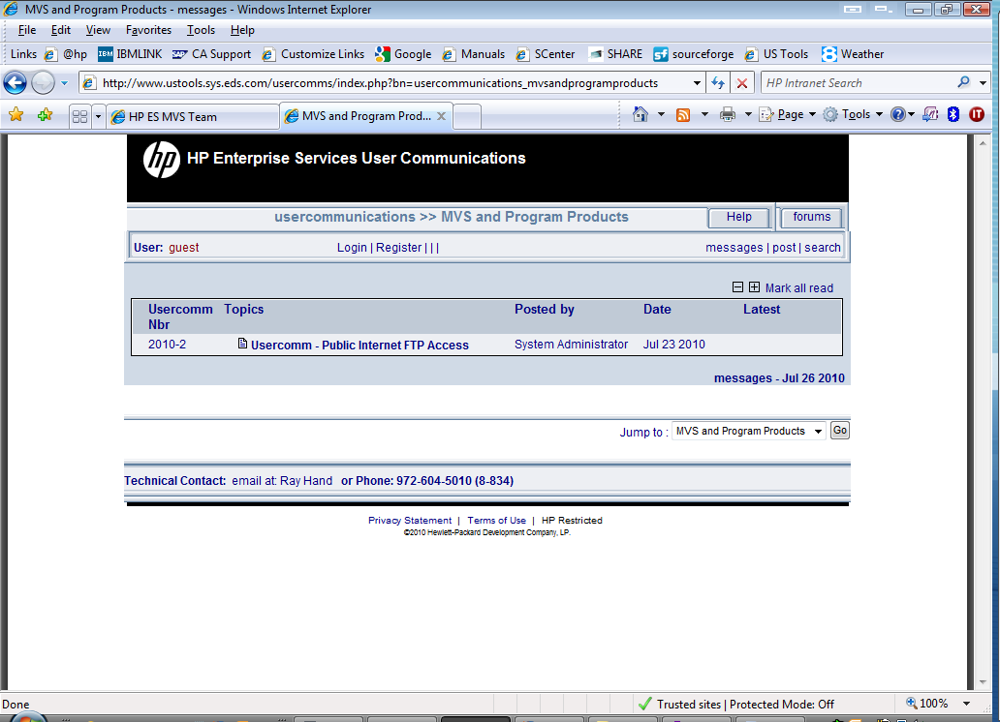 MVS and Program Products - messages - Windows Internet Explorer
File Edit View Favorites Tools Help
Links @hp IBM IBMLINK CA Support Customize Links Google Manuals SCenter SHARE sf sourceforge US Tools Weather
http://www.ustools.sys.eds.com/usercomms/index.php?bn=usercommunications_mvsandprogramproducts HP Intranet Search
HP ES MVS Team MVS and Program Prod... Page Tools IT
hp HP Enterprise Services User Communications
usercommunications >> MVS and Program Products Help forums
User: guest Login | Register | | | messages | post | search
Mark all read
Usercomm Nbr Topics Posted by Date Latest
2010-2 Usercomm - Public Internet FTP Access System Administrator Jul 23 2010
messages - Jul 26 2010
Jump to : MVS and Program Products Go
Technical Contact: email at: Ray Hand or Phone: 972-604-5010 (8-834)
Privacy Statement | Terms of Use | HP Restricted
©2010 Hewlett-Packard Development Company, LP.
Done Trusted sites | Protected Mode: Off 100%